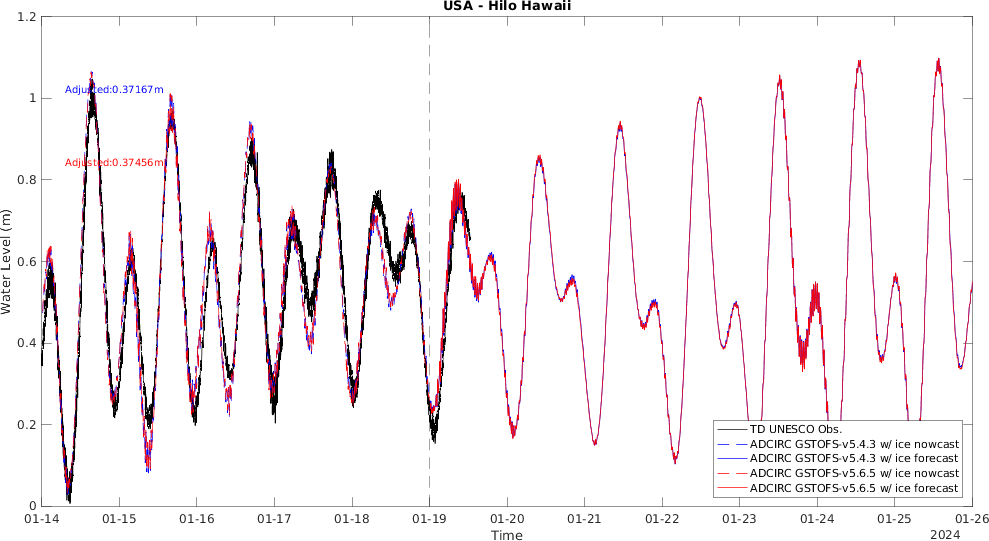 USA - Hilo Hawaii
1.2
1
0.8
0.6
0.4
0.2
0
Water Level (m)
Adjusted:0.37167m
Adjusted:0.37456m
TD UNESCO Obs.
ADCIRC GSTOFS-v5.4.3 w/ ice nowcast
ADCIRC GSTOFS-v5.4.3 w/ ice forecast
ADCIRC GSTOFS-v5.6.5 w/ ice nowcast
ADCIRC GSTOFS-v5.6.5 w/ ice forecast
01-14 01-15 01-16 01-17 01-18 01-19 01-20 01-21 01-22 01-23 01-24 01-25 01-26
Time
2024